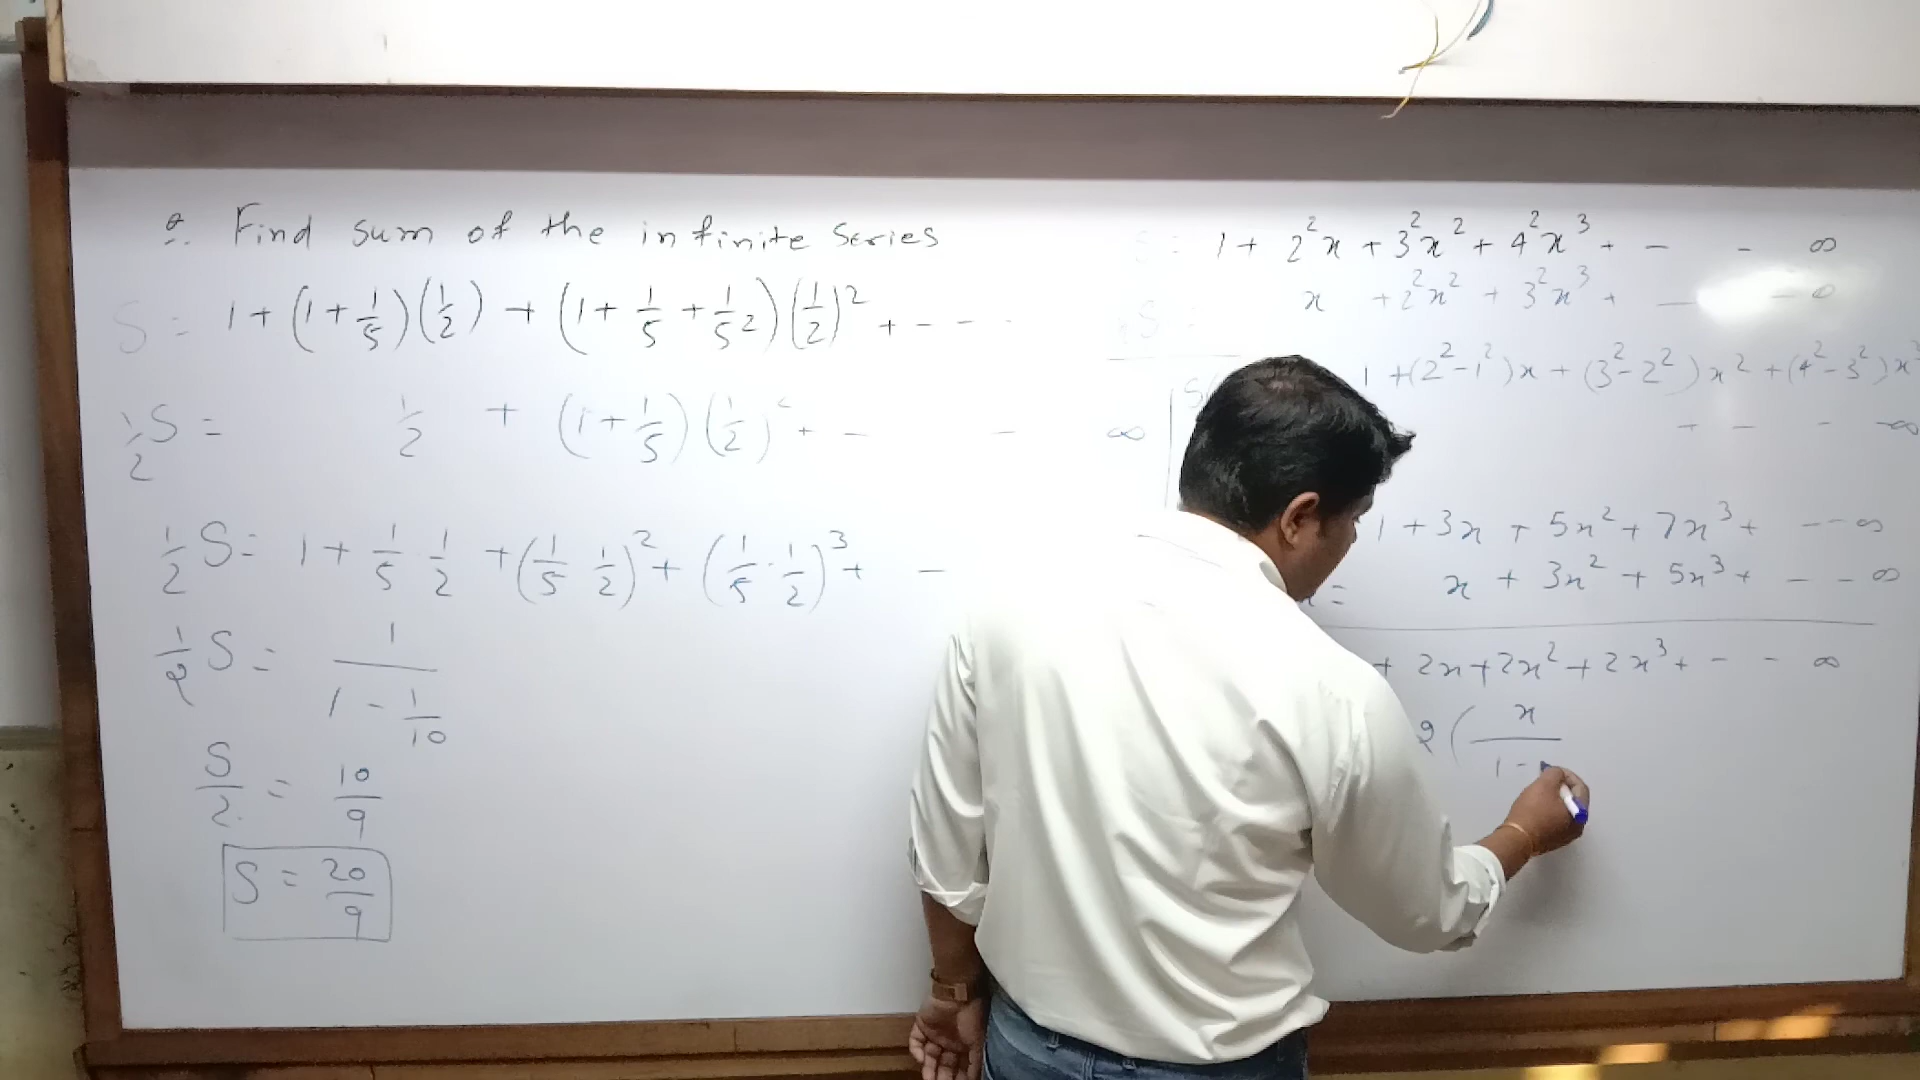 Q. Find sum of the infinite series
S = 1 + (1 + 1/5)(1/2) + (1 + 1/5 + 1/5²)(1/2)² + - - -
1/2 S = 1/2 + (1 + 1/5)(1/2)² + - - ∞
1/2 S = 1 + 1/5 1/2 + (1/5 1/2)² + (1/5 · 1/2)³ + -
1/2 S = 1/(1 - 1/10)
S/2 = 10/9
S = 20/9
S = 1 + 2²x + 3²x² + 4²x³ + - - ∞
xS = x + 2²x² + 3²x³ + - - ∞
S( 1 + (2² - 1²)x + (3² - 2²)x² + (4² - 3²)x³
+ - - ∞
1 + 3x + 5x² + 7x³ + - - ∞
= x + 3x² + 5x³ + - - ∞
+ 2x + 2x² + 2x³ + - - ∞
2(x/(1 -